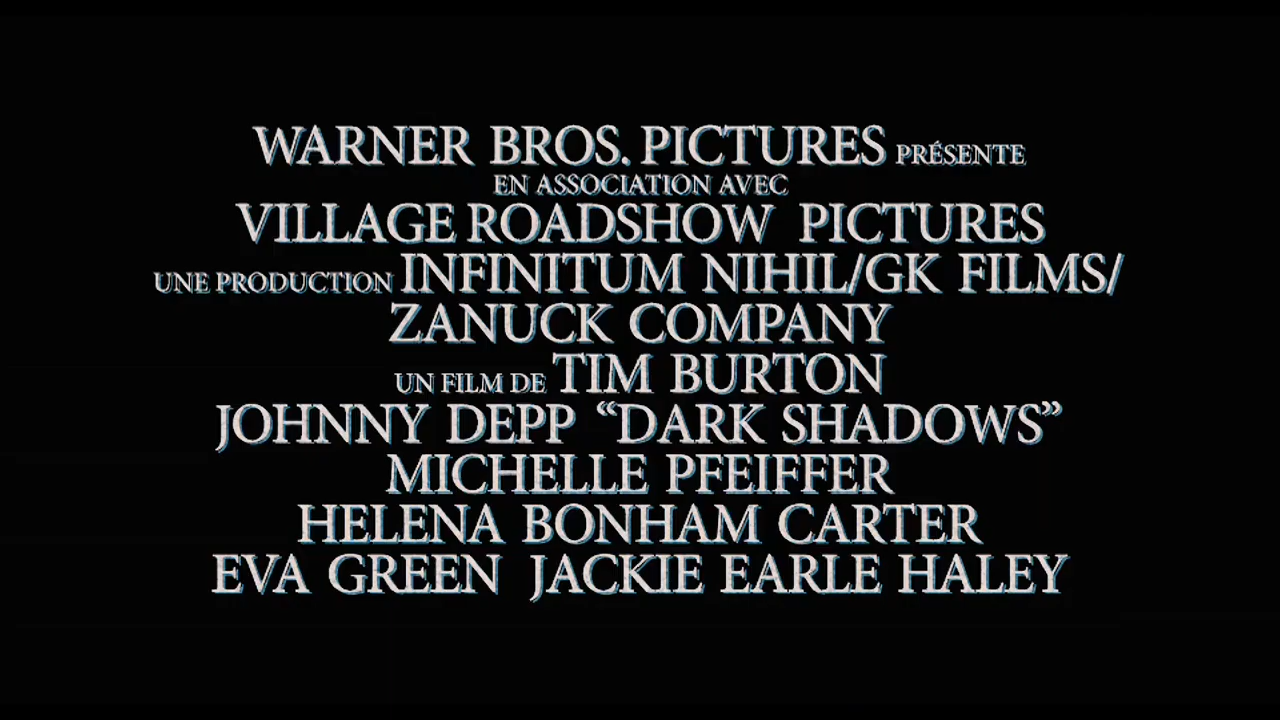 WARNER BROS. PICTURES PRÉSENTE
EN ASSOCIATION AVEC
VILLAGE ROADSHOW PICTURES
UNE PRODUCTION INFINITUM NIHIL/GK FILMS/
ZANUCK COMPANY
UN FILM DE TIM BURTON
JOHNNY DEPP “DARK SHADOWS”
MICHELLE PFEIFFER
HELENA BONHAM CARTER
EVA GREEN JACKIE EARLE HALEY